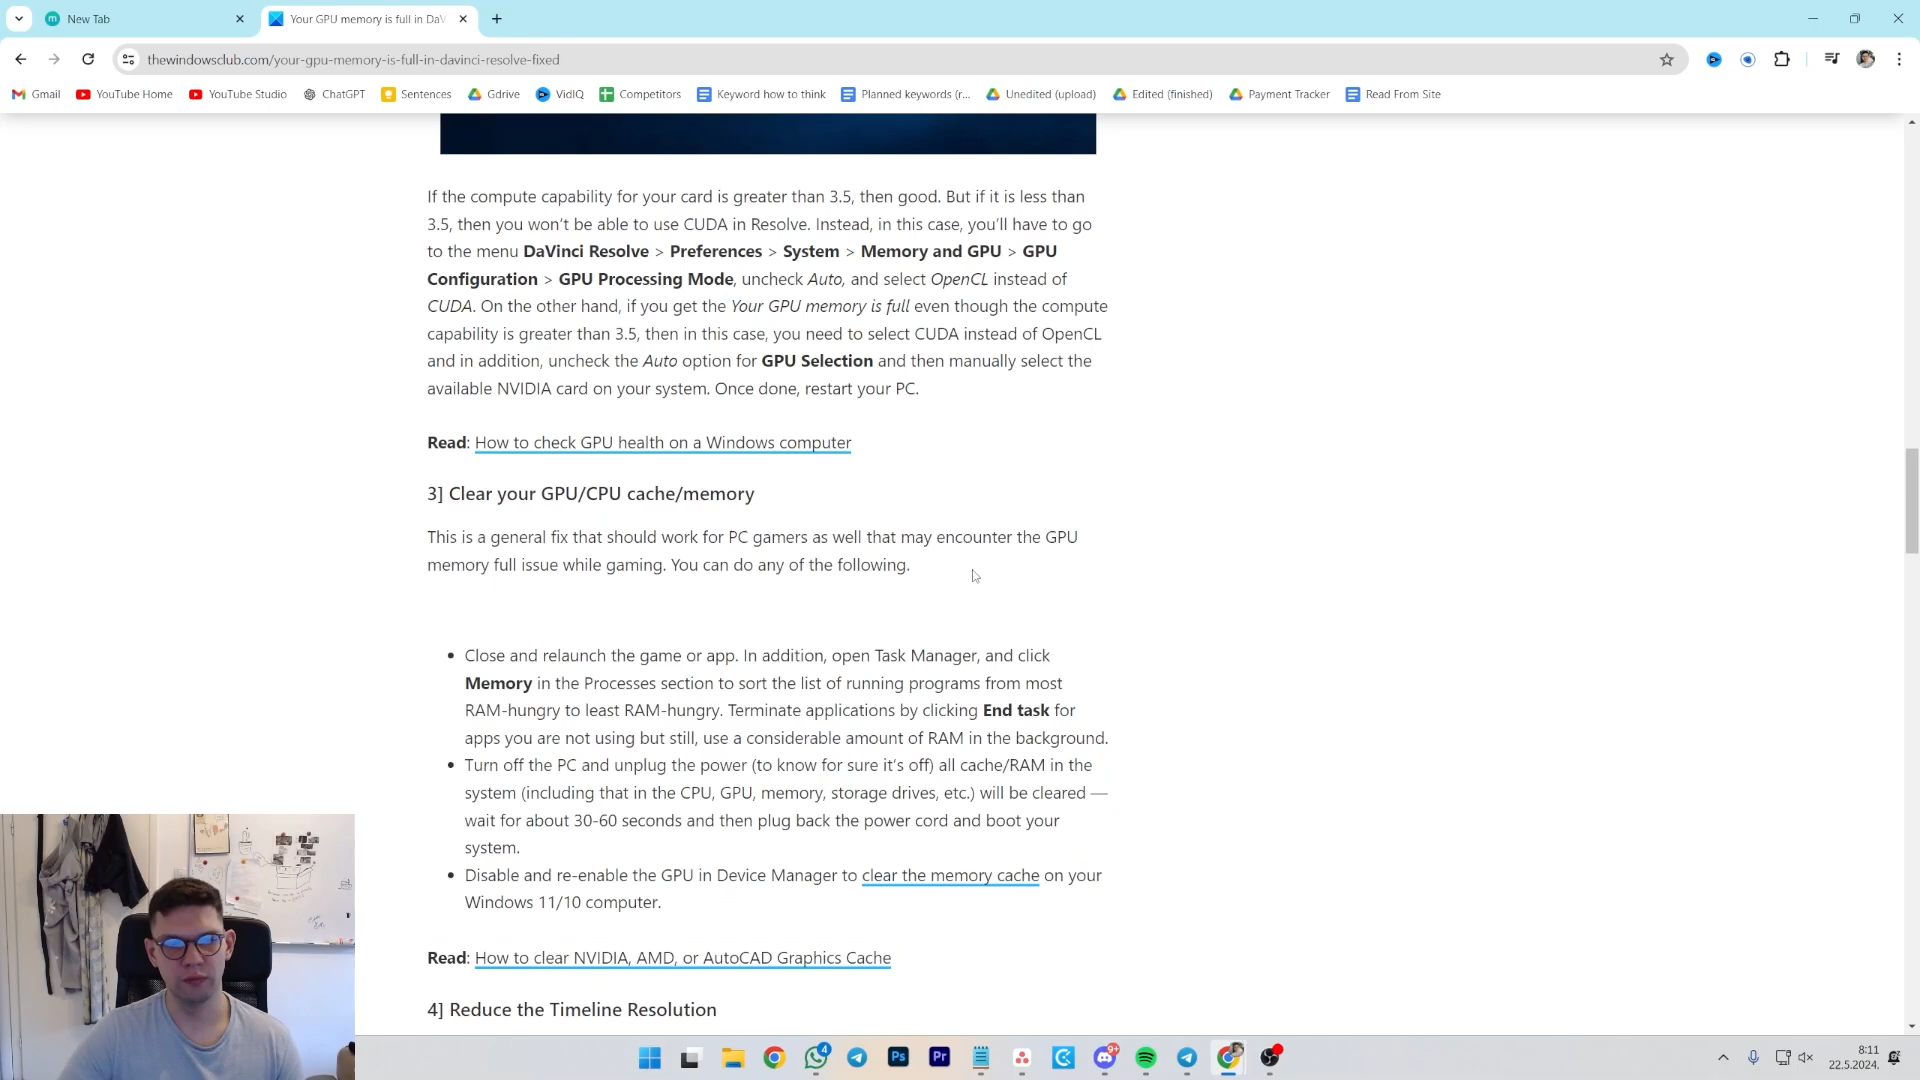 New Tab
Your GPU memory is full in DaV
thewindowsclub.com/your-gpu-memory-is-full-in-davinci-resolve-fixed
Gmail YouTube Home YouTube Studio ChatGPT Sentences Gdrive VidIQ Competitors Keyword how to think Planned keywords (r... Unedited (upload) Edited (finished) Payment Tracker Read From Site
If the compute capability for your card is greater than 3.5, then good. But if it is less than
3.5, then you won't be able to use CUDA in Resolve. Instead, in this case, you'll have to go
to the menu DaVinci Resolve > Preferences > System > Memory and GPU > GPU
Configuration > GPU Processing Mode, uncheck Auto, and select OpenCL instead of
CUDA. On the other hand, if you get the Your GPU memory is full even though the compute
capability is greater than 3.5, then in this case, you need to select CUDA instead of OpenCL
and in addition, uncheck the Auto option for GPU Selection and then manually select the
available NVIDIA card on your system. Once done, restart your PC.
Read: How to check GPU health on a Windows computer
3] Clear your GPU/CPU cache/memory
This is a general fix that should work for PC gamers as well that may encounter the GPU
memory full issue while gaming. You can do any of the following.
• Close and relaunch the game or app. In addition, open Task Manager, and click
Memory in the Processes section to sort the list of running programs from most
RAM-hungry to least RAM-hungry. Terminate applications by clicking End task for
apps you are not using but still, use a considerable amount of RAM in the background.
• Turn off the PC and unplug the power (to know for sure it's off) all cache/RAM in the
system (including that in the CPU, GPU, memory, storage drives, etc.) will be cleared —
wait for about 30-60 seconds and then plug back the power cord and boot your
system.
• Disable and re-enable the GPU in Device Manager to clear the memory cache on your
Windows 11/10 computer.
Read: How to clear NVIDIA, AMD, or AutoCAD Graphics Cache
4] Reduce the Timeline Resolution
4
Ps
Pr
9+
8:11
22.5.2024.